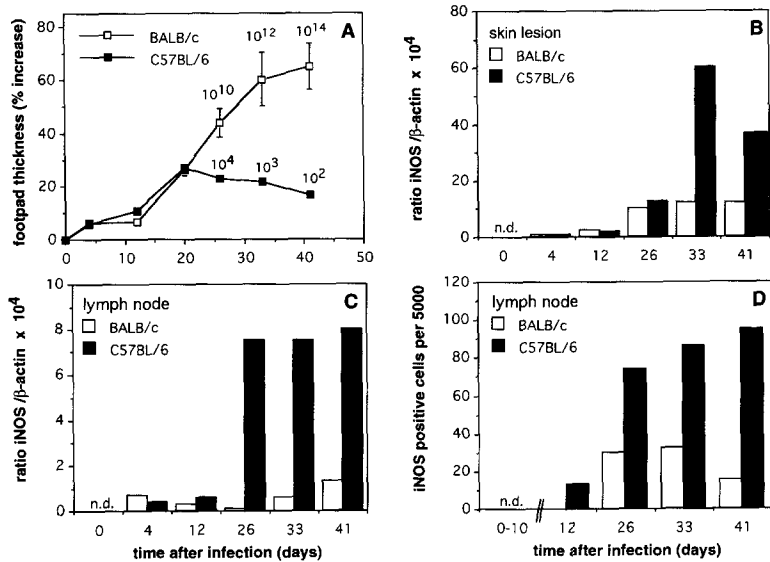 A
footpad thickness (% increase)
80
60
40
20
0
BALB/c
C57BL/6
10^10
10^12
10^14
10^4
10^3
10^2
0 10 20 30 40 50
B
ratio iNOS /β-actin x 10^4
80
60
40
20
0
skin lesion
BALB/c
C57BL/6
n.d.
0 4 12 26 33 41
C
ratio iNOS /β-actin x 10^4
10
8
6
4
2
0
lymph node
BALB/c
C57BL/6
n.d.
0 4 12 26 33 41
time after infection (days)
D
iNOS positive cells per 5000
120
100
80
60
40
20
0
lymph node
BALB/c
C57BL/6
n.d.
0-10 12 26 33 41
time after infection (days)